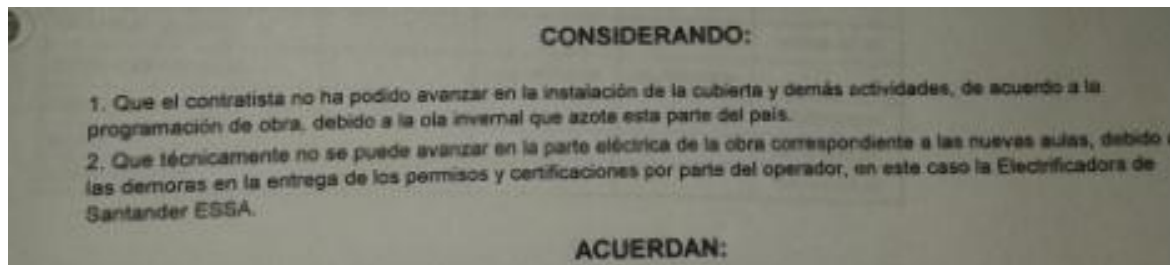 CONSIDERANDO:
1. Que el contratista no ha podido avanzar en la instalación de la cubierta y demás actividades, de acuerdo a la
programación de obra, debido a la ola invernal que azote esta parte del país.
2. Que técnicamente no se puede avanzar en la parte eléctrica de la obra correspondiente a las nuevas aulas, debido a
las demoras en la entrega de los permisos y certificaciones por parte del operador, en este caso la Electrificadora de
Santander ESSA.
ACUERDAN: